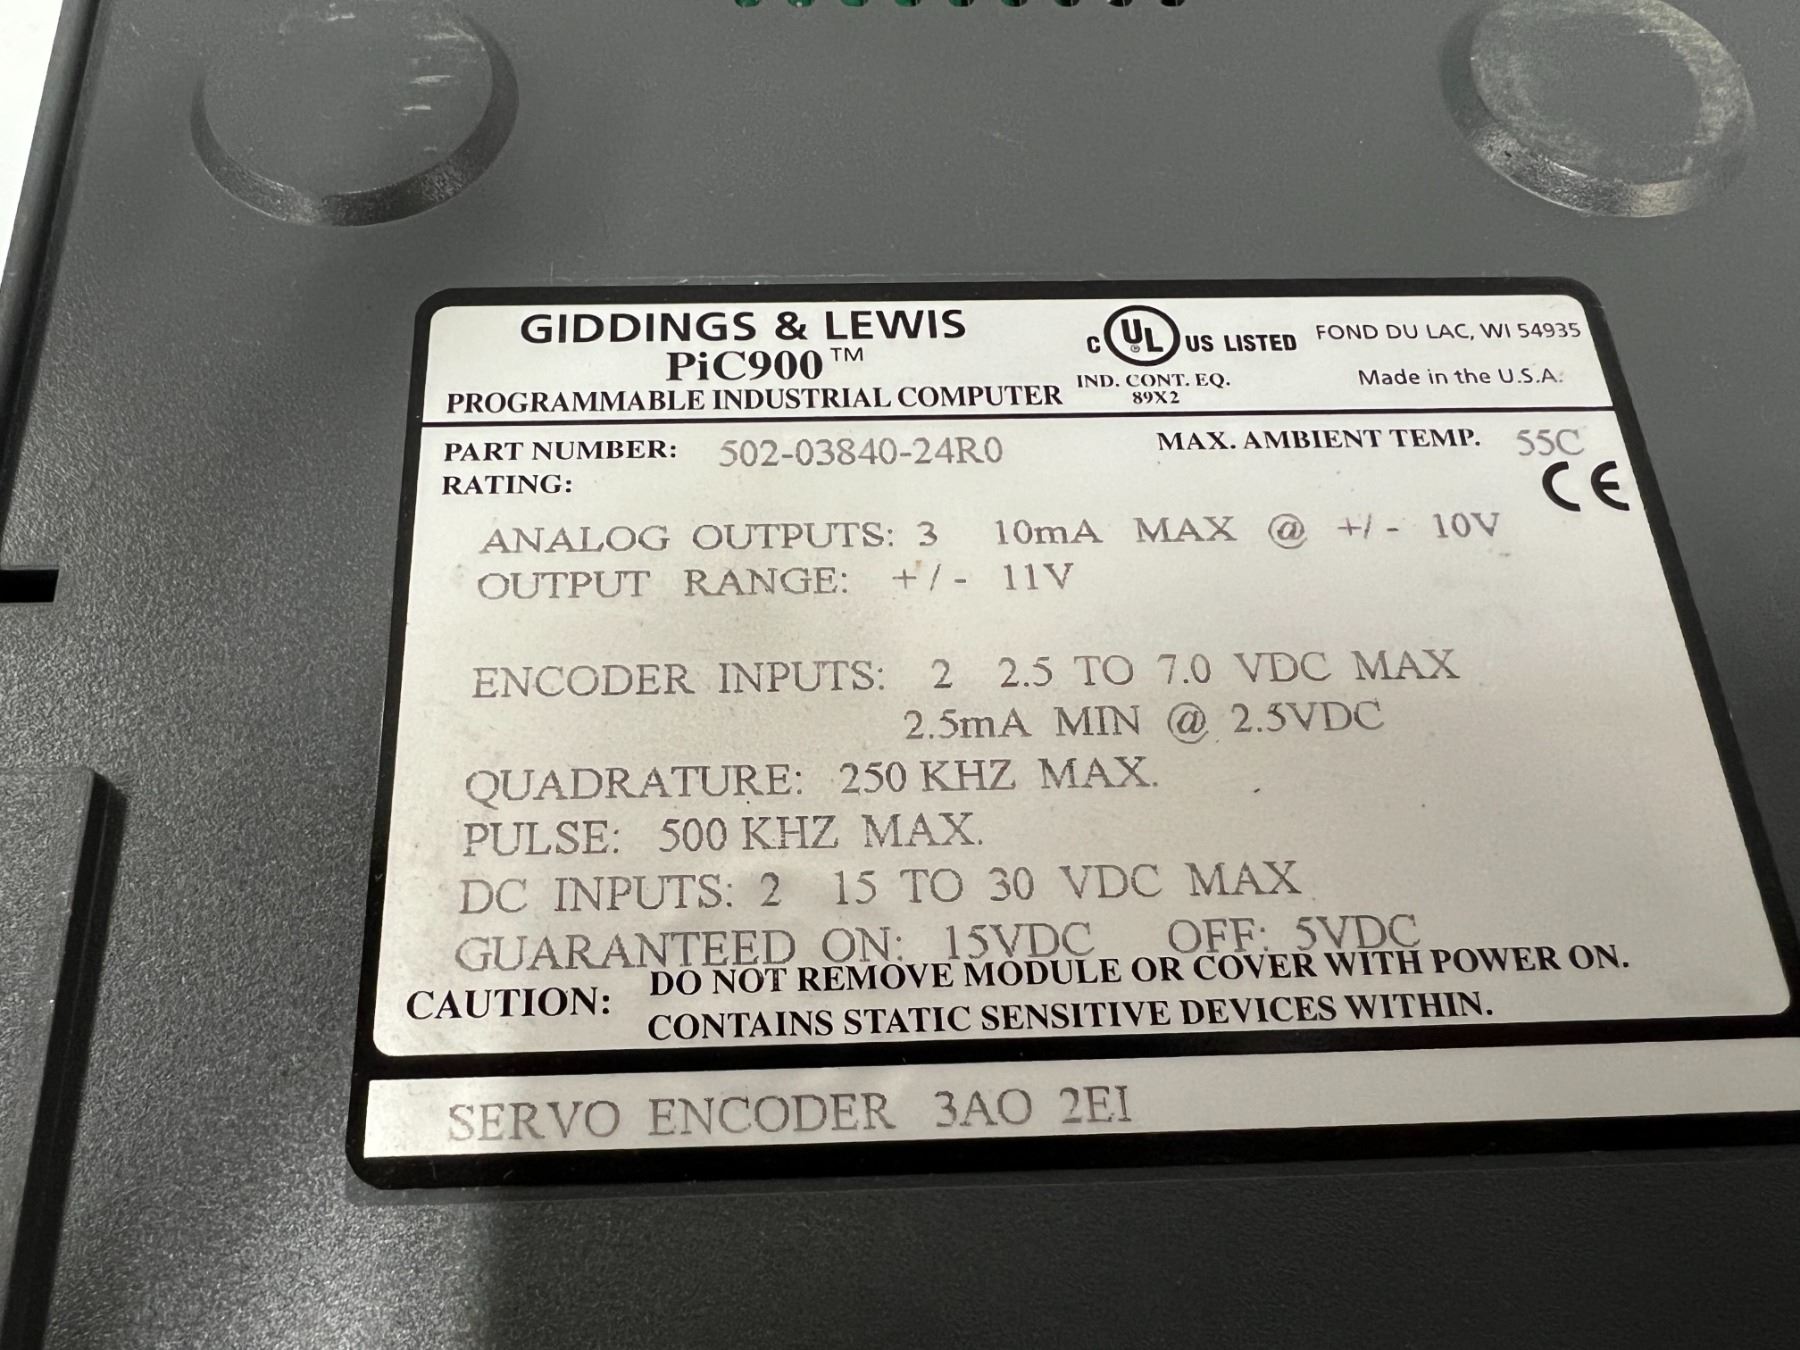 GIDDINGS & LEWIS
PiC900™
PROGRAMMABLE INDUSTRIAL COMPUTER
C UL® US LISTED
IND. CONT. EQ.
89X2
FOND DU LAC, WI 54935
Made in the U.S.A.
PART NUMBER: 502-03840-24R0 MAX. AMBIENT TEMP. 55C
RATING:
CE
ANALOG OUTPUTS: 3 10mA MAX @ +/- 10V
OUTPUT RANGE: +/- 11V
ENCODER INPUTS: 2 2.5 TO 7.0 VDC MAX
2.5mA MIN @ 2.5VDC
QUADRATURE: 250 KHZ MAX.
PULSE: 500 KHZ MAX.
DC INPUTS: 2 15 TO 30 VDC MAX
GUARANTEED ON: 15VDC OFF: 5VDC
CAUTION: DO NOT REMOVE MODULE OR COVER WITH POWER ON.
CONTAINS STATIC SENSITIVE DEVICES WITHIN.
SERVO ENCODER 3AO 2EI